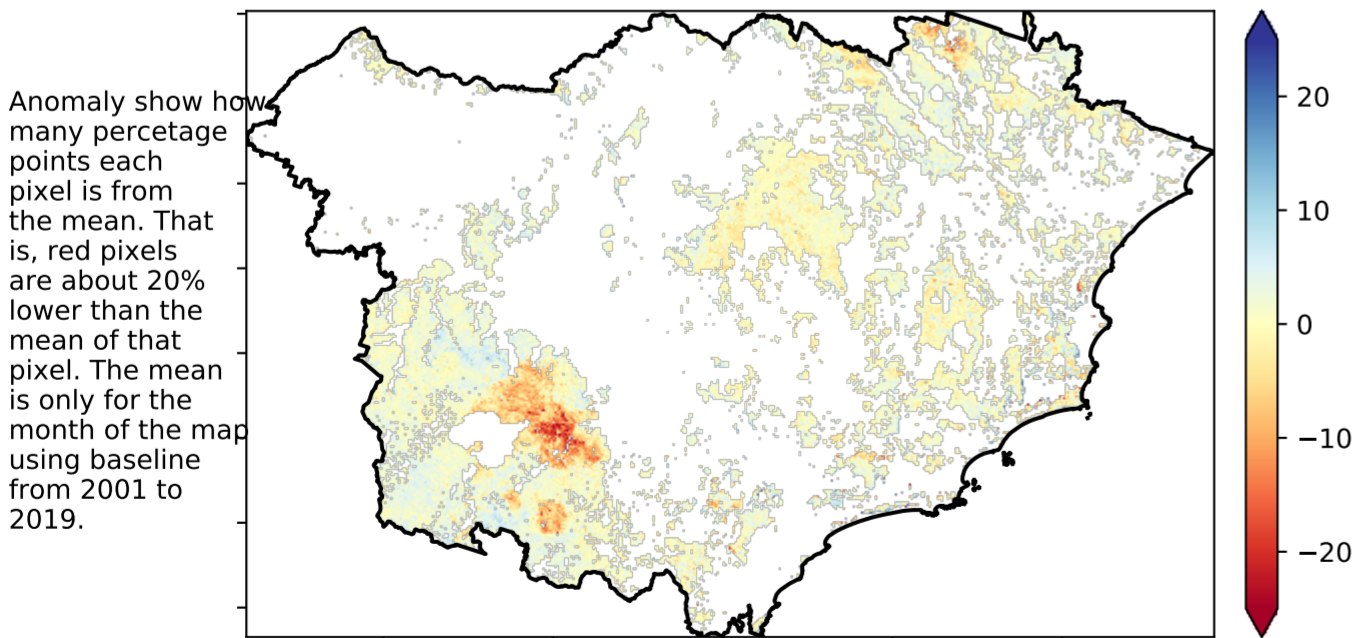 Anomaly show how
many percetage
points each
pixel is from
the mean. That
is, red pixels
are about 20%
lower than the
mean of that
pixel. The mean
is only for the
month of the map
using baseline
from 2001 to
2019.
20
10
0
−10
−20